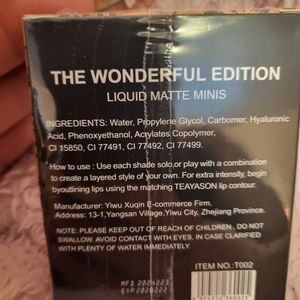 THE WONDERFUL EDITION
LIQUID MATTE MINIS
INGREDIENTS: Water, Propylene Glycol, Carbomer, Hyaluronic
Acid, Phenoxyethanol, Acrylates Copolymer,
CI 15850, CI 77491, CI 77492, CI 77499.
How to use : Use each shade solo,or play with a combination
to create a layered style of your own. For extra intensity, begin
byoutlining lips using the matching TEAYASON lip contour.
Manufacturer: Yiwu Xuqin E-commerce Firm.
Address: 13-1,Yangsan Village,Yiwu City, Zhejiang Province.
NOTE: PLEASE KEEP OUT OF REACH OF CHILDREN . DO NOT
SWALLOW. AVOID CONTACT WITH EYES, IN CASE CLARIFIED
WITH PLENTY OF WATER IMMEDIATELY.
ITEM NO.:T002
MFD 20240223
EXP